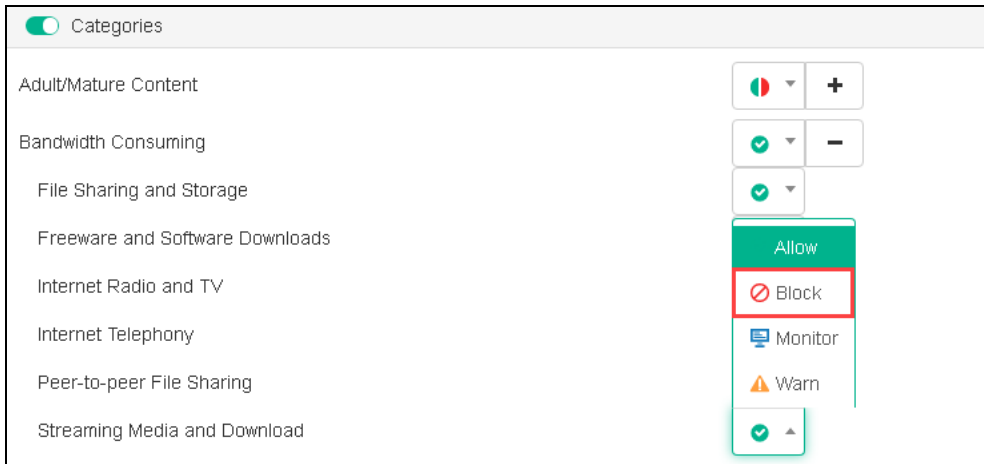 Categories
Adult/Mature Content
Bandwidth Consuming
File Sharing and Storage
Freeware and Software Downloads
Allow
Internet Radio and TV
Block
Internet Telephony
Monitor
Peer-to-peer File Sharing
Warn
Streaming Media and Download